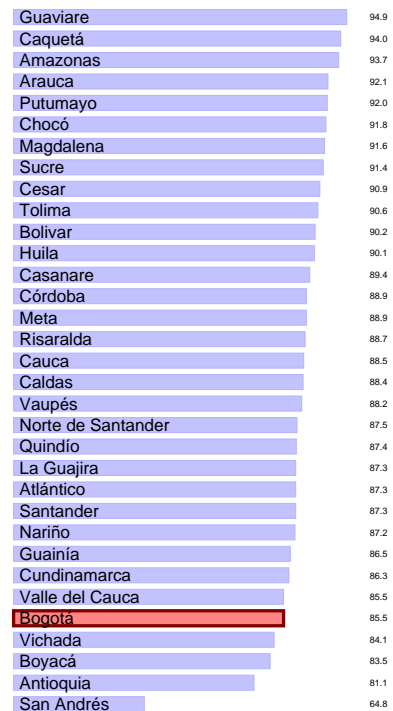 Guaviare 94.9
Caquetá 94.0
Amazonas 93.7
Arauca 92.1
Putumayo 92.0
Chocó 91.8
Magdalena 91.6
Sucre 91.4
Cesar 90.9
Tolima 90.6
Bolivar 90.2
Huila 90.1
Casanare 89.4
Córdoba 88.9
Meta 88.9
Risaralda 88.7
Cauca 88.5
Caldas 88.4
Vaupés 88.2
Norte de Santander 87.5
Quindío 87.4
La Guajira 87.3
Atlántico 87.3
Santander 87.3
Nariño 87.2
Guainía 86.5
Cundinamarca 86.3
Valle del Cauca 85.5
Bogotá 85.5
Vichada 84.1
Boyacá 83.5
Antioquia 81.1
San Andrés 64.8